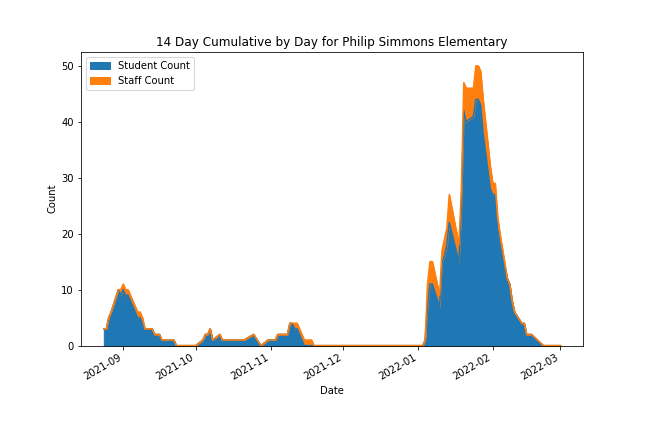 14 Day Cumulative by Day for Philip Simmons Elementary
Student Count
Staff Count
50
40
30
20
10
0
Count
2021-09
2021-10
2021-11
2021-12
2022-01
2022-02
2022-03
Date